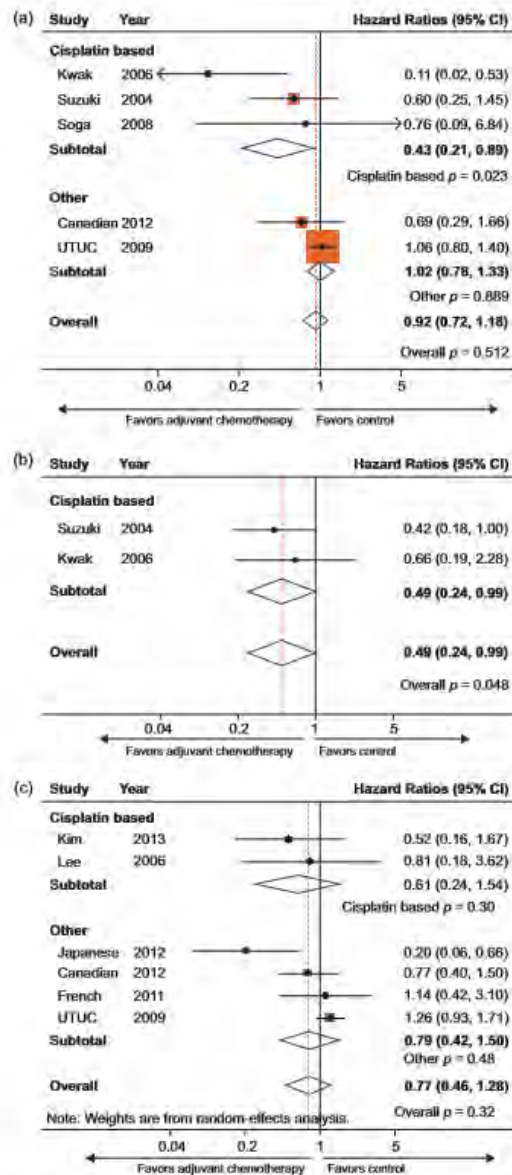 (a) Study Year Hazard Ratios (95% CI)
Cisplatin based
Kwak 2006 0.11 (0.02, 0.53)
Suzuki 2004 0.60 (0.25, 1.45)
Soga 2008 0.76 (0.09, 6.84)
Subtotal 0.43 (0.21, 0.89)
Cisplatin based p = 0.023
Other
Canadian 2012 0.69 (0.29, 1.66)
UTUC 2009 1.06 (0.80, 1.40)
Subtotal 1.02 (0.78, 1.33)
Other p = 0.889
Overall 0.92 (0.72, 1.18)
Overall p = 0.512
0.04 0.2 1 5
Favors adjuvant chemotherapy Favors control
(b) Study Year Hazard Ratios (95% CI)
Cisplatin based
Suzuki 2004 0.42 (0.18, 1.00)
Kwak 2006 0.66 (0.19, 2.28)
Subtotal 0.49 (0.24, 0.99)
Overall 0.49 (0.24, 0.99)
Overall p = 0.048
0.04 0.2 1 5
Favors adjuvant chemotherapy Favors control
(c) Study Year Hazard Ratios (95% CI)
Cisplatin based
Kim 2013 0.52 (0.16, 1.67)
Lee 2006 0.81 (0.18, 3.62)
Subtotal 0.61 (0.24, 1.54)
Cisplatin based p = 0.30
Other
Japanese 2012 0.20 (0.06, 0.66)
Canadian 2012 0.77 (0.40, 1.50)
French 2011 1.14 (0.42, 3.10)
UTUC 2009 1.26 (0.93, 1.71)
Subtotal 0.79 (0.42, 1.50)
Other p = 0.48
Overall 0.77 (0.46, 1.28)
Overall p = 0.32
Note: Weights are from random-effects analysis.
0.04 0.2 1 5
Favors adjuvant chemotherapy Favors control